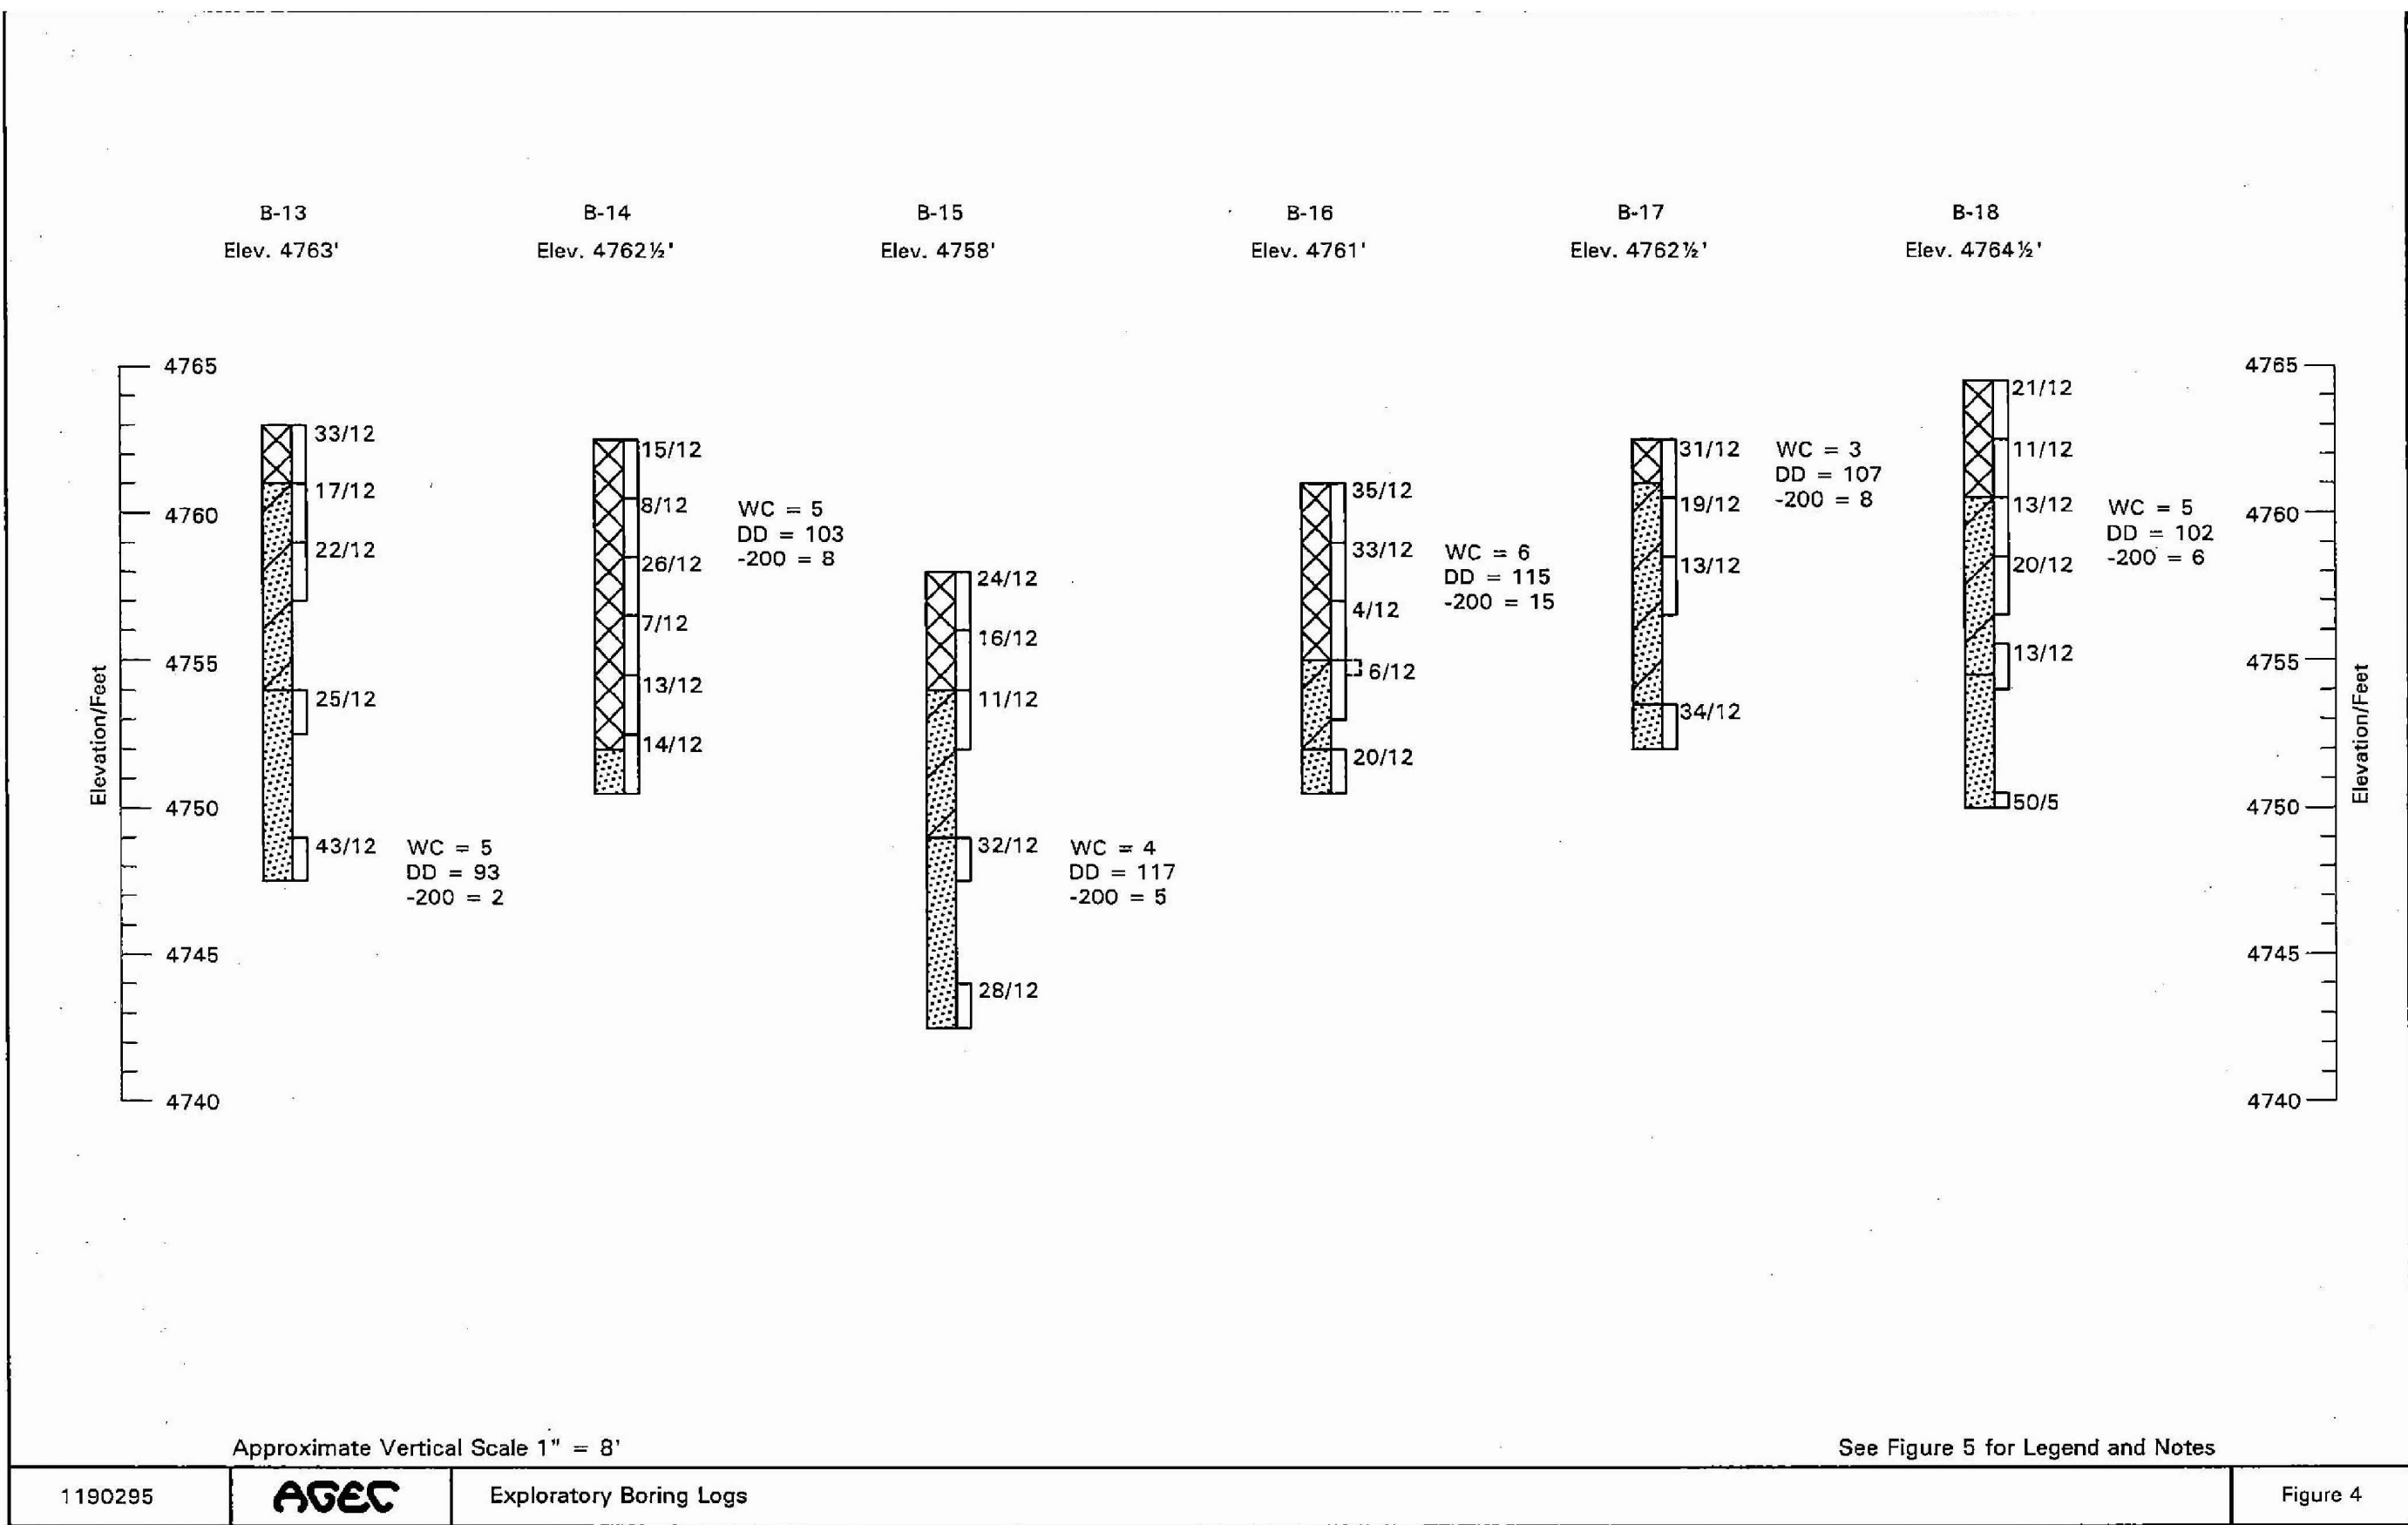 B-13
Elev. 4763'
B-14
Elev. 4762½'
B-15
Elev. 4758'
B-16
Elev. 4761'
B-17
Elev. 4762½'
B-18
Elev. 4764½'
Elevation/Feet
4765
4760
4755
4750
4745
4740
33/12
17/12
22/12
25/12
43/12
WC = 5
DD = 93
-200 = 2
15/12
8/12
26/12
7/12
13/12
14/12
WC = 5
DD = 103
-200 = 8
24/12
16/12
11/12
32/12
28/12
WC = 4
DD = 117
-200 = 5
35/12
33/12
4/12
6/12
20/12
WC = 6
DD = 115
-200 = 15
31/12
19/12
13/12
34/12
WC = 3
DD = 107
-200 = 8
21/12
11/12
13/12
20/12
13/12
50/5
WC = 5
DD = 102
-200 = 6
4765
4760
4755
4750
4745
4740
Elevation/Feet
Approximate Vertical Scale 1" = 8'
See Figure 5 for Legend and Notes
1190295
AGEC
Exploratory Boring Logs
Figure 4